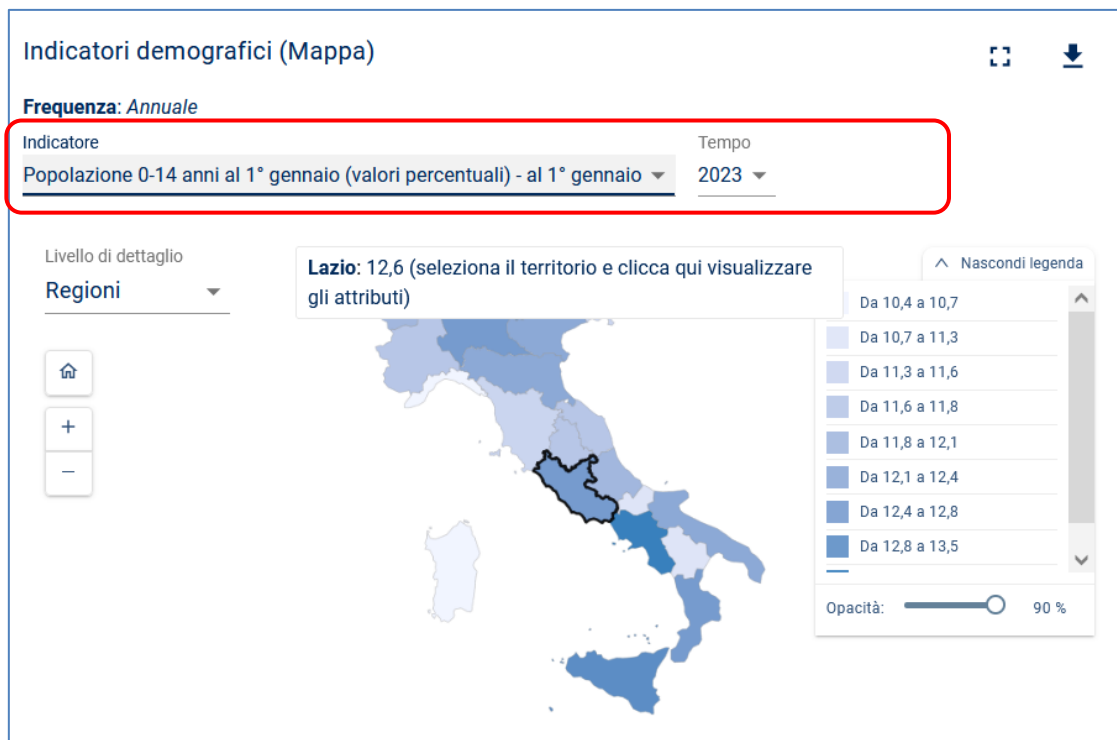 Indicatori demografici (Mappa)
Frequenza: Annuale
Indicatore
Tempo
Popolazione 0-14 anni al 1° gennaio (valori percentuali) - al 1° gennaio
2023
Livello di dettaglio
Regioni
Lazio: 12,6 (seleziona il territorio e clicca qui visualizzare
gli attributi)
Nascondi legenda
Da 10,4 a 10,7
Da 10,7 a 11,3
Da 11,3 a 11,6
Da 11,6 a 11,8
Da 11,8 a 12,1
Da 12,1 a 12,4
Da 12,4 a 12,8
Da 12,8 a 13,5
+
−
Opacità:
90 %